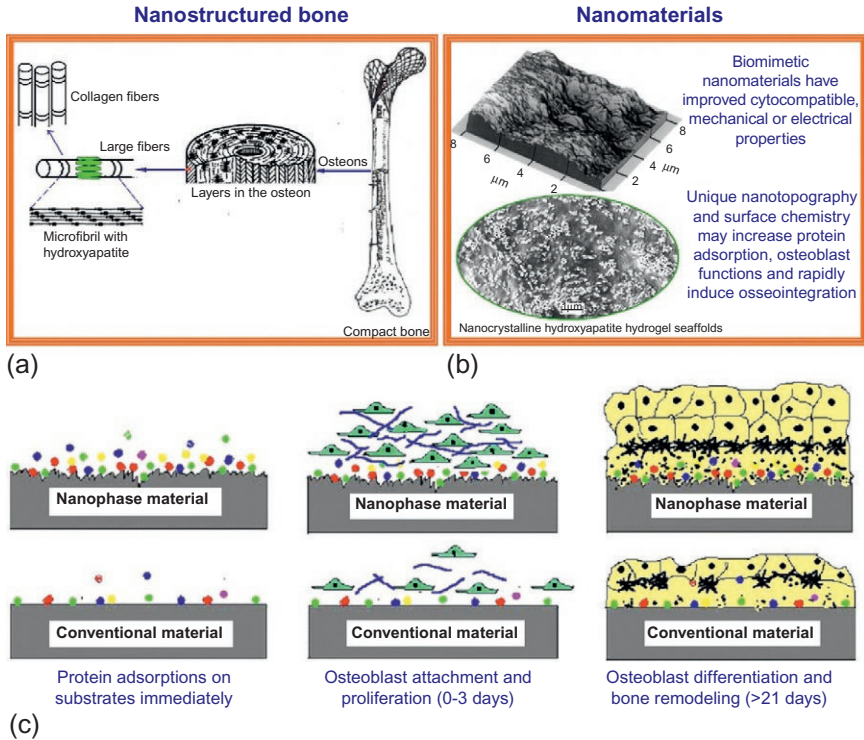 Nanostructured bone
Nanomaterials
Collagen fibers
Large fibers
Microfibril with
hydroxyapatite
Layers in the osteon
Osteons
Compact bone
8
6
4
2
μm
2
4
6
8
μm
1μm
Nanocrystalline hydroxyapatite hydrogel seaffolds
Biomimetic
nanomaterials have
improved cytocompatible,
mechanical or electrical
properties
Unique nanotopography
and surface chemistry
may increase protein
adsorption, osteoblast
functions and rapidly
induce osseointegration
(a)
(b)
Nanophase material
Nanophase material
Nanophase material
Conventional material
Conventional material
Conventional material
Protein adsorptions on
substrates immediately
Osteoblast attachment and
proliferation (0-3 days)
Osteoblast differentiation and
bone remodeling (>21 days)
(c)